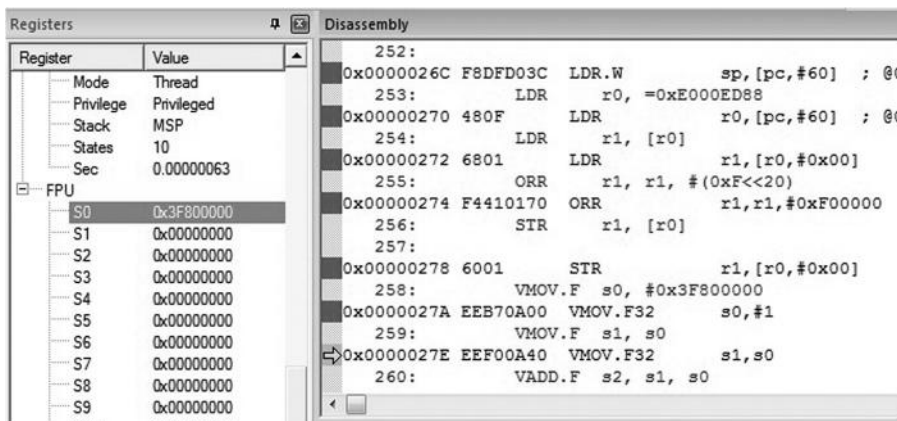 Registers
Register Value
Mode Thread
Privilege Privileged
Stack MSP
States 10
Sec 0.00000063
FPU
S0 0x3F800000
S1 0x00000000
S2 0x00000000
S3 0x00000000
S4 0x00000000
S5 0x00000000
S6 0x00000000
S7 0x00000000
S8 0x00000000
S9 0x00000000
Disassembly
252:
0x0000026C F8DFD03C LDR.W sp,[pc,#60] ; @0
253: LDR r0, =0xE000ED88
0x00000270 480F LDR r0,[pc,#60] ; @0
254: LDR r1, [r0]
0x00000272 6801 LDR r1,[r0,#0x00]
255: ORR r1, r1, #(0xF<<20)
0x00000274 F4410170 ORR r1,r1,#0xF00000
256: STR r1, [r0]
257:
0x00000278 6001 STR r1,[r0,#0x00]
258: VMOV.F s0, #0x3F800000
0x0000027A EEB70A00 VMOV.F32 s0,#1
259: VMOV.F s1, s0
0x0000027E EEF00A40 VMOV.F32 s1,s0
260: VADD.F s2, s1, s0